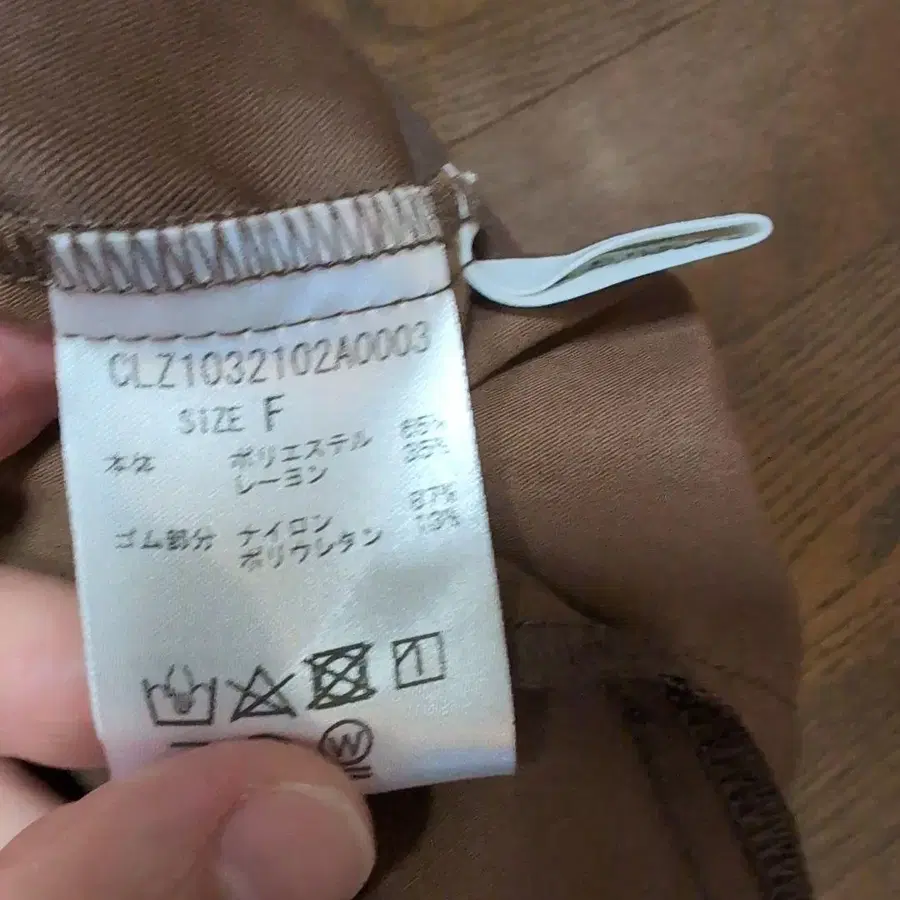 CLZ1032102A0003
SIZE F
本体 ポリエステル 65%
レーヨン 35%
ゴム部分 ナイロン 87%
ポリウレタン 13%
W